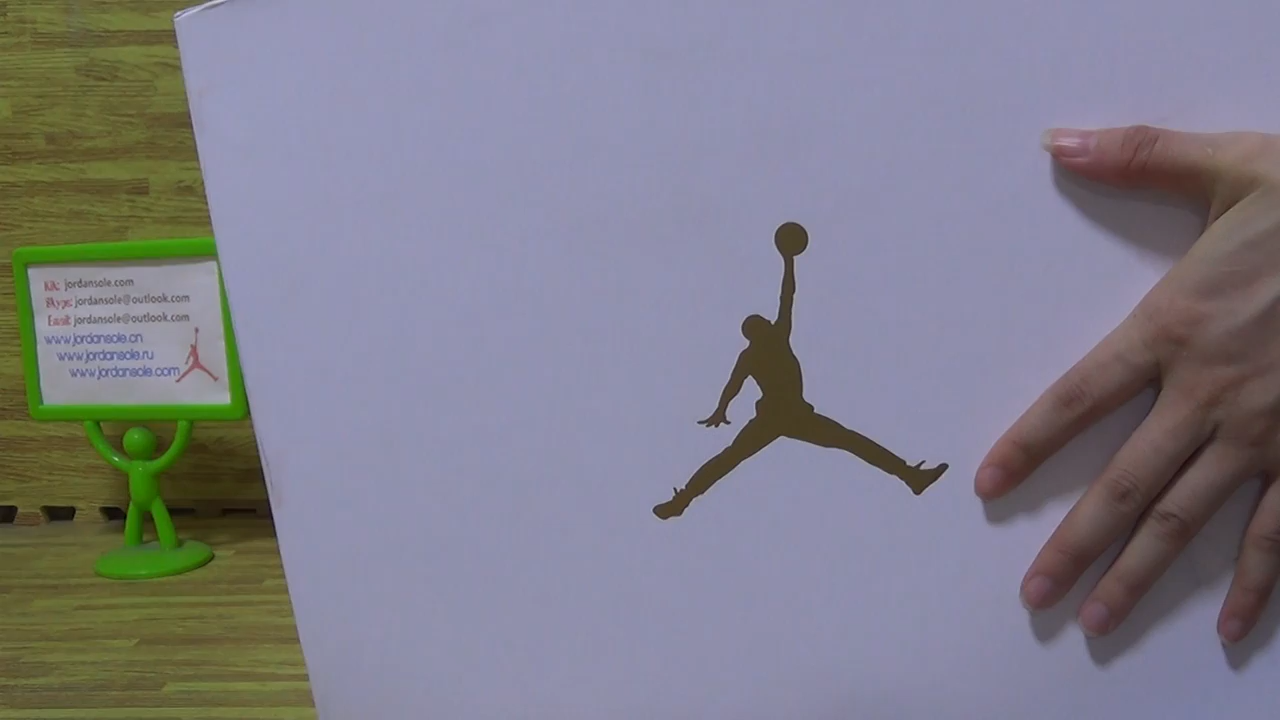 jordansole.com
Skype: jordansole@outlook.com
Email: jordansole@outlook.com
www.jordansole.cn
www.jordansole.ru
www.jordansole.com